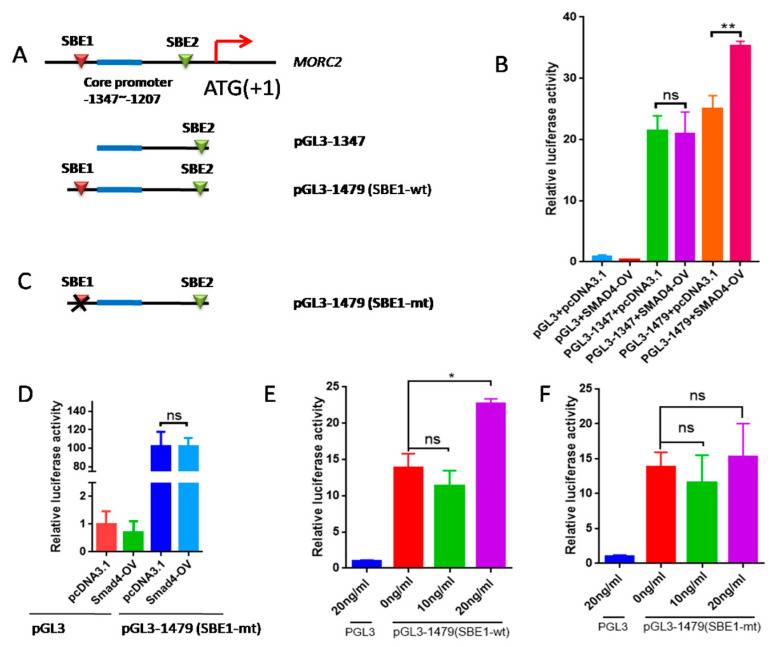 A
SBE1
SBE2
MORC2
Core promoter
-1347~-1207
ATG(+1)
SBE2
pGL3-1347
SBE1
SBE2
pGL3-1479 (SBE1-wt)
C
SBE1
SBE2
pGL3-1479 (SBE1-mt)
B
Relative luciferase activity
40
30
20
10
0
ns
**
pGL3+pcDNA3.1
pGL3+SMAD4-OV
PGL3-1347+pcDNA3.1
PGL3-1347+SMAD4-OV
PGL3-1479+pcDNA3.1
PGL3-1479+SMAD4-OV
D
Relative luciferase activity
140
120
100
80
60
2
1
0
ns
pcDNA3.1
Smad4-OV
pcDNA3.1
Smad4-OV
pGL3
pGL3-1479 (SBE1-mt)
E
Relative luciferase activity
25
20
15
10
5
0
*
ns
20ng/ml
0ng/ml
10ng/ml
20ng/ml
PGL3
pGL3-1479(SBE1-wt)
F
Relative luciferase activity
25
20
15
10
5
0
ns
ns
20ng/ml
0ng/ml
10ng/ml
20ng/ml
PGL3
pGL3-1479(SBE1-mt)